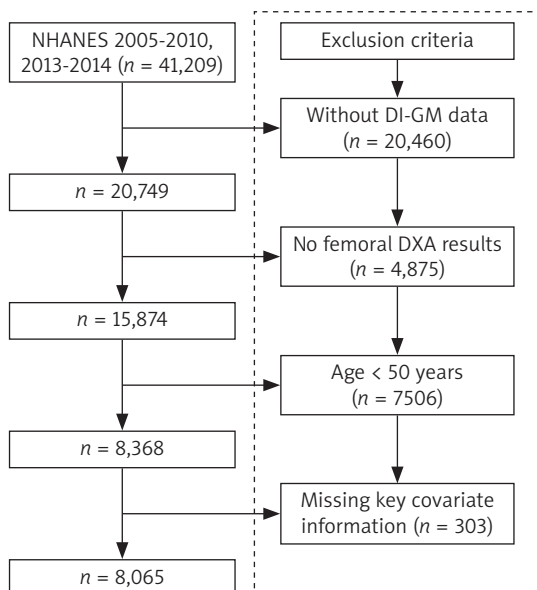 NHANES 2005-2010,
2013-2014 (n = 41,209)
Exclusion criteria
Without DI-GM data
(n = 20,460)
n = 20,749
No femoral DXA results
(n = 4,875)
n = 15,874
Age < 50 years
(n = 7506)
n = 8,368
Missing key covariate
information (n = 303)
n = 8,065